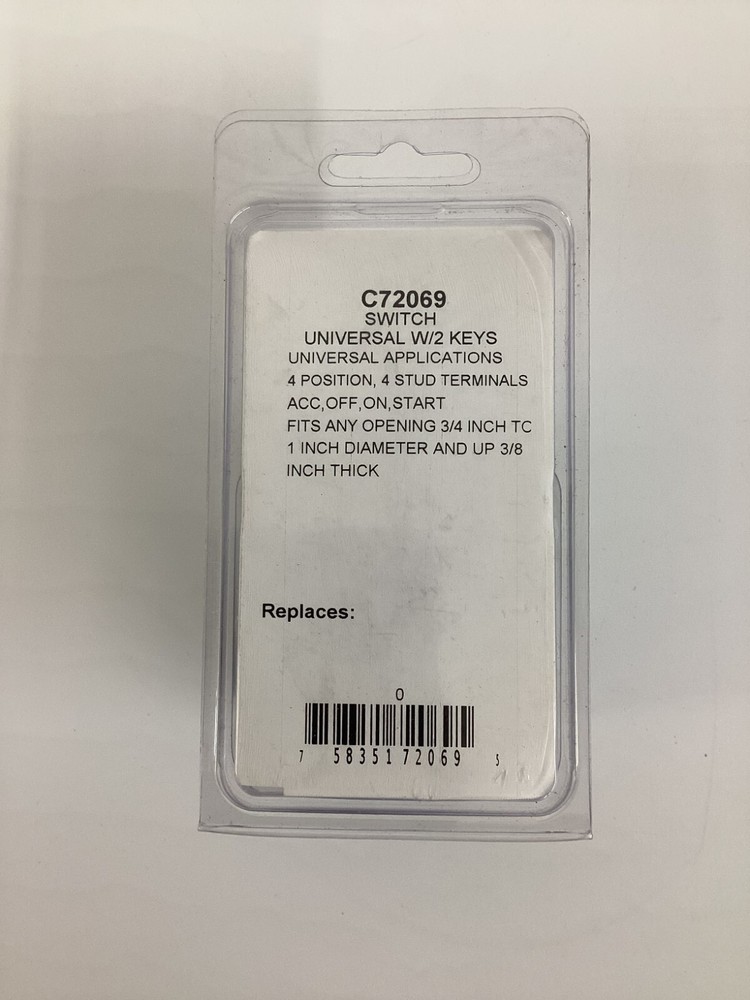 C72069
SWITCH
UNIVERSAL W/2 KEYS
UNIVERSAL APPLICATIONS
4 POSITION, 4 STUD TERMINALS
ACC,OFF,ON,START
FITS ANY OPENING 3/4 INCH TO
1 INCH DIAMETER AND UP 3/8
INCH THICK
Replaces:
0
7 58351 72069 5